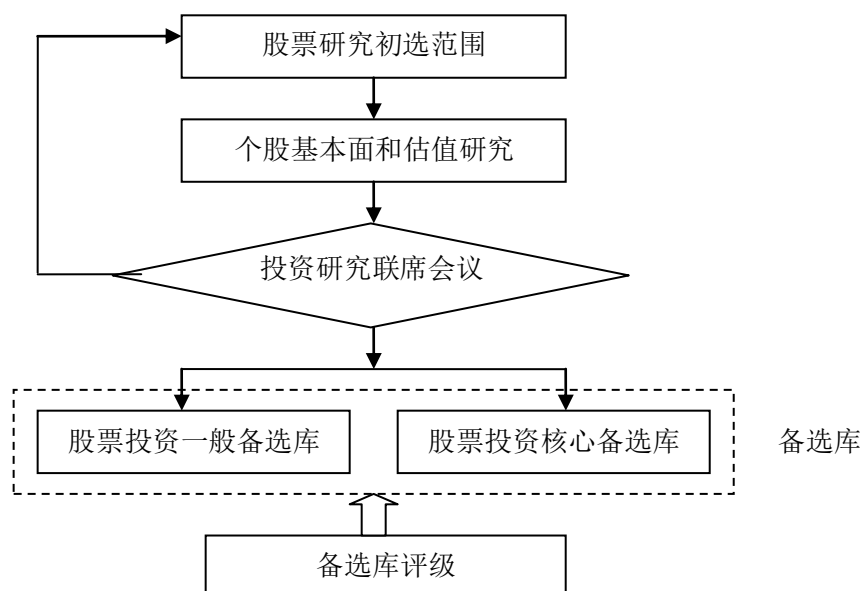 股票研究初选范围
个股基本面和估值研究
投资研究联席会议
股票投资一般备选库
股票投资核心备选库
备选库
备选库评级